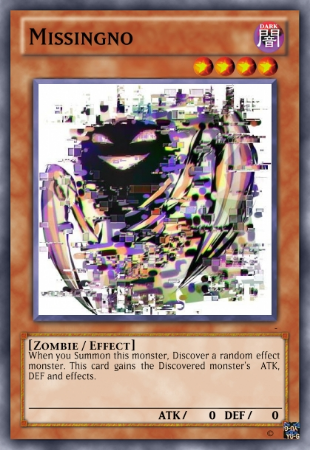 Missingno
DARK
闇
[Zombie / Effect]
When you Summon this monster, Discover a random effect
monster. This card gains the Discovered monster's ATK,
DEF and effects.
ATK / 0 DEF / 0
©